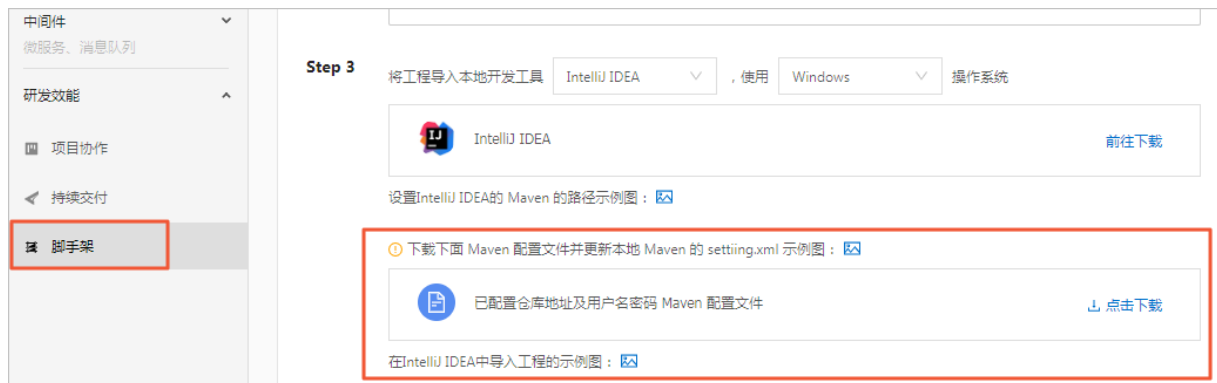 中间件
微服务、消息队列
研发效能
项目协作
持续交付
脚手架
Step 3
将工程导入本地开发工具 IntelliJ IDEA ，使用 Windows 操作系统
IntelliJ IDEA 前往下载
设置IntelliJ IDEA的 Maven 的路径示例图：
下载下面 Maven 配置文件并更新本地 Maven 的 settiing.xml 示例图：
已配置仓库地址及用户名密码 Maven 配置文件 点击下载
在IntelliJ IDEA中导入工程的示例图：